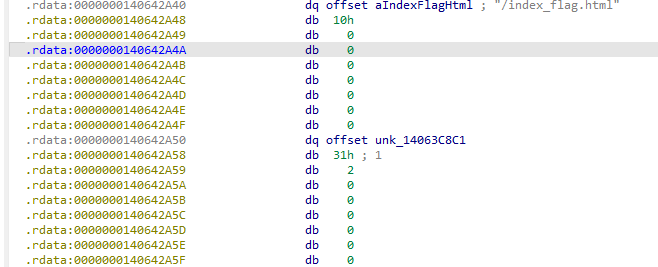 .rdata:0000000140642A40 dq offset aIndexFlagHtml ; "/index_flag.html"
.rdata:0000000140642A48 db 10h
.rdata:0000000140642A49 db 0
.rdata:0000000140642A4A db 0
.rdata:0000000140642A4B db 0
.rdata:0000000140642A4C db 0
.rdata:0000000140642A4D db 0
.rdata:0000000140642A4E db 0
.rdata:0000000140642A4F db 0
.rdata:0000000140642A50 dq offset unk_14063C8C1
.rdata:0000000140642A58 db 31h ; 1
.rdata:0000000140642A59 db 2
.rdata:0000000140642A5A db 0
.rdata:0000000140642A5B db 0
.rdata:0000000140642A5C db 0
.rdata:0000000140642A5D db 0
.rdata:0000000140642A5E db 0
.rdata:0000000140642A5F db 0